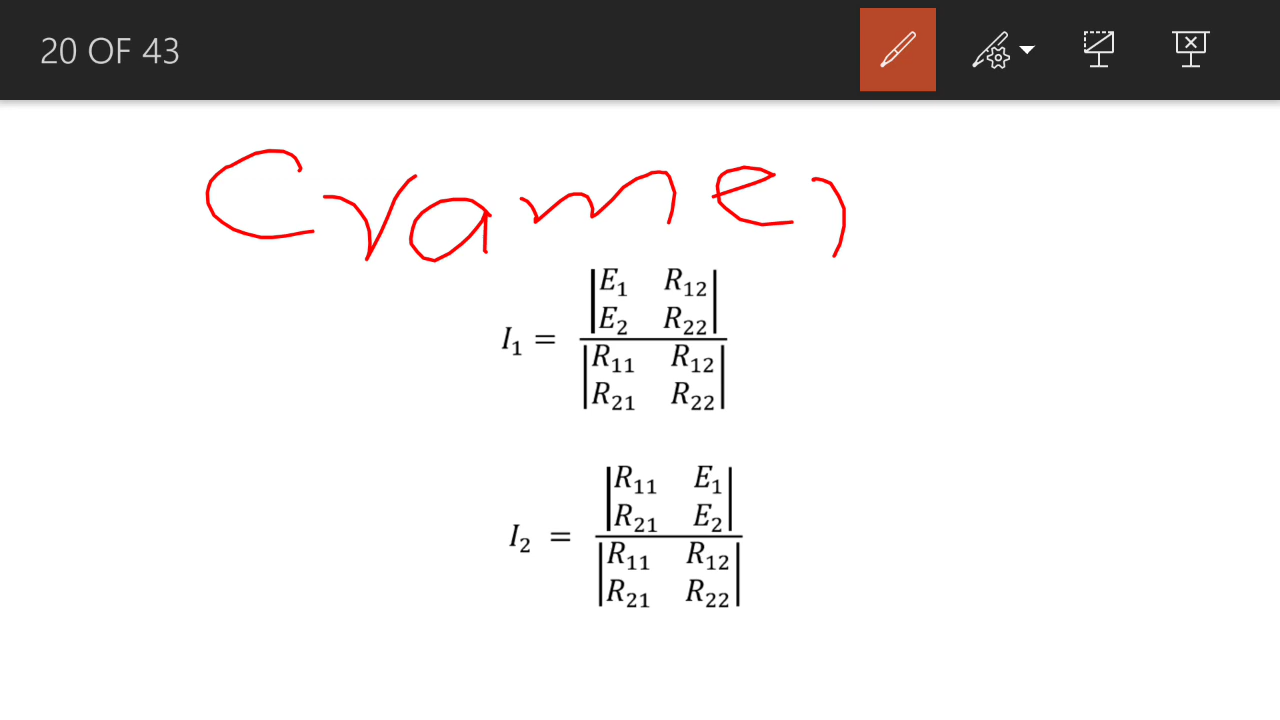 20 OF 43
Cramer
I₁ = |E₁ R₁₂|
|E₂ R₂₂|
|R₁₁ R₁₂|
|R₂₁ R₂₂|
I₂ = |R₁₁ E₁|
|R₂₁ E₂|
|R₁₁ R₁₂|
|R₂₁ R₂₂|